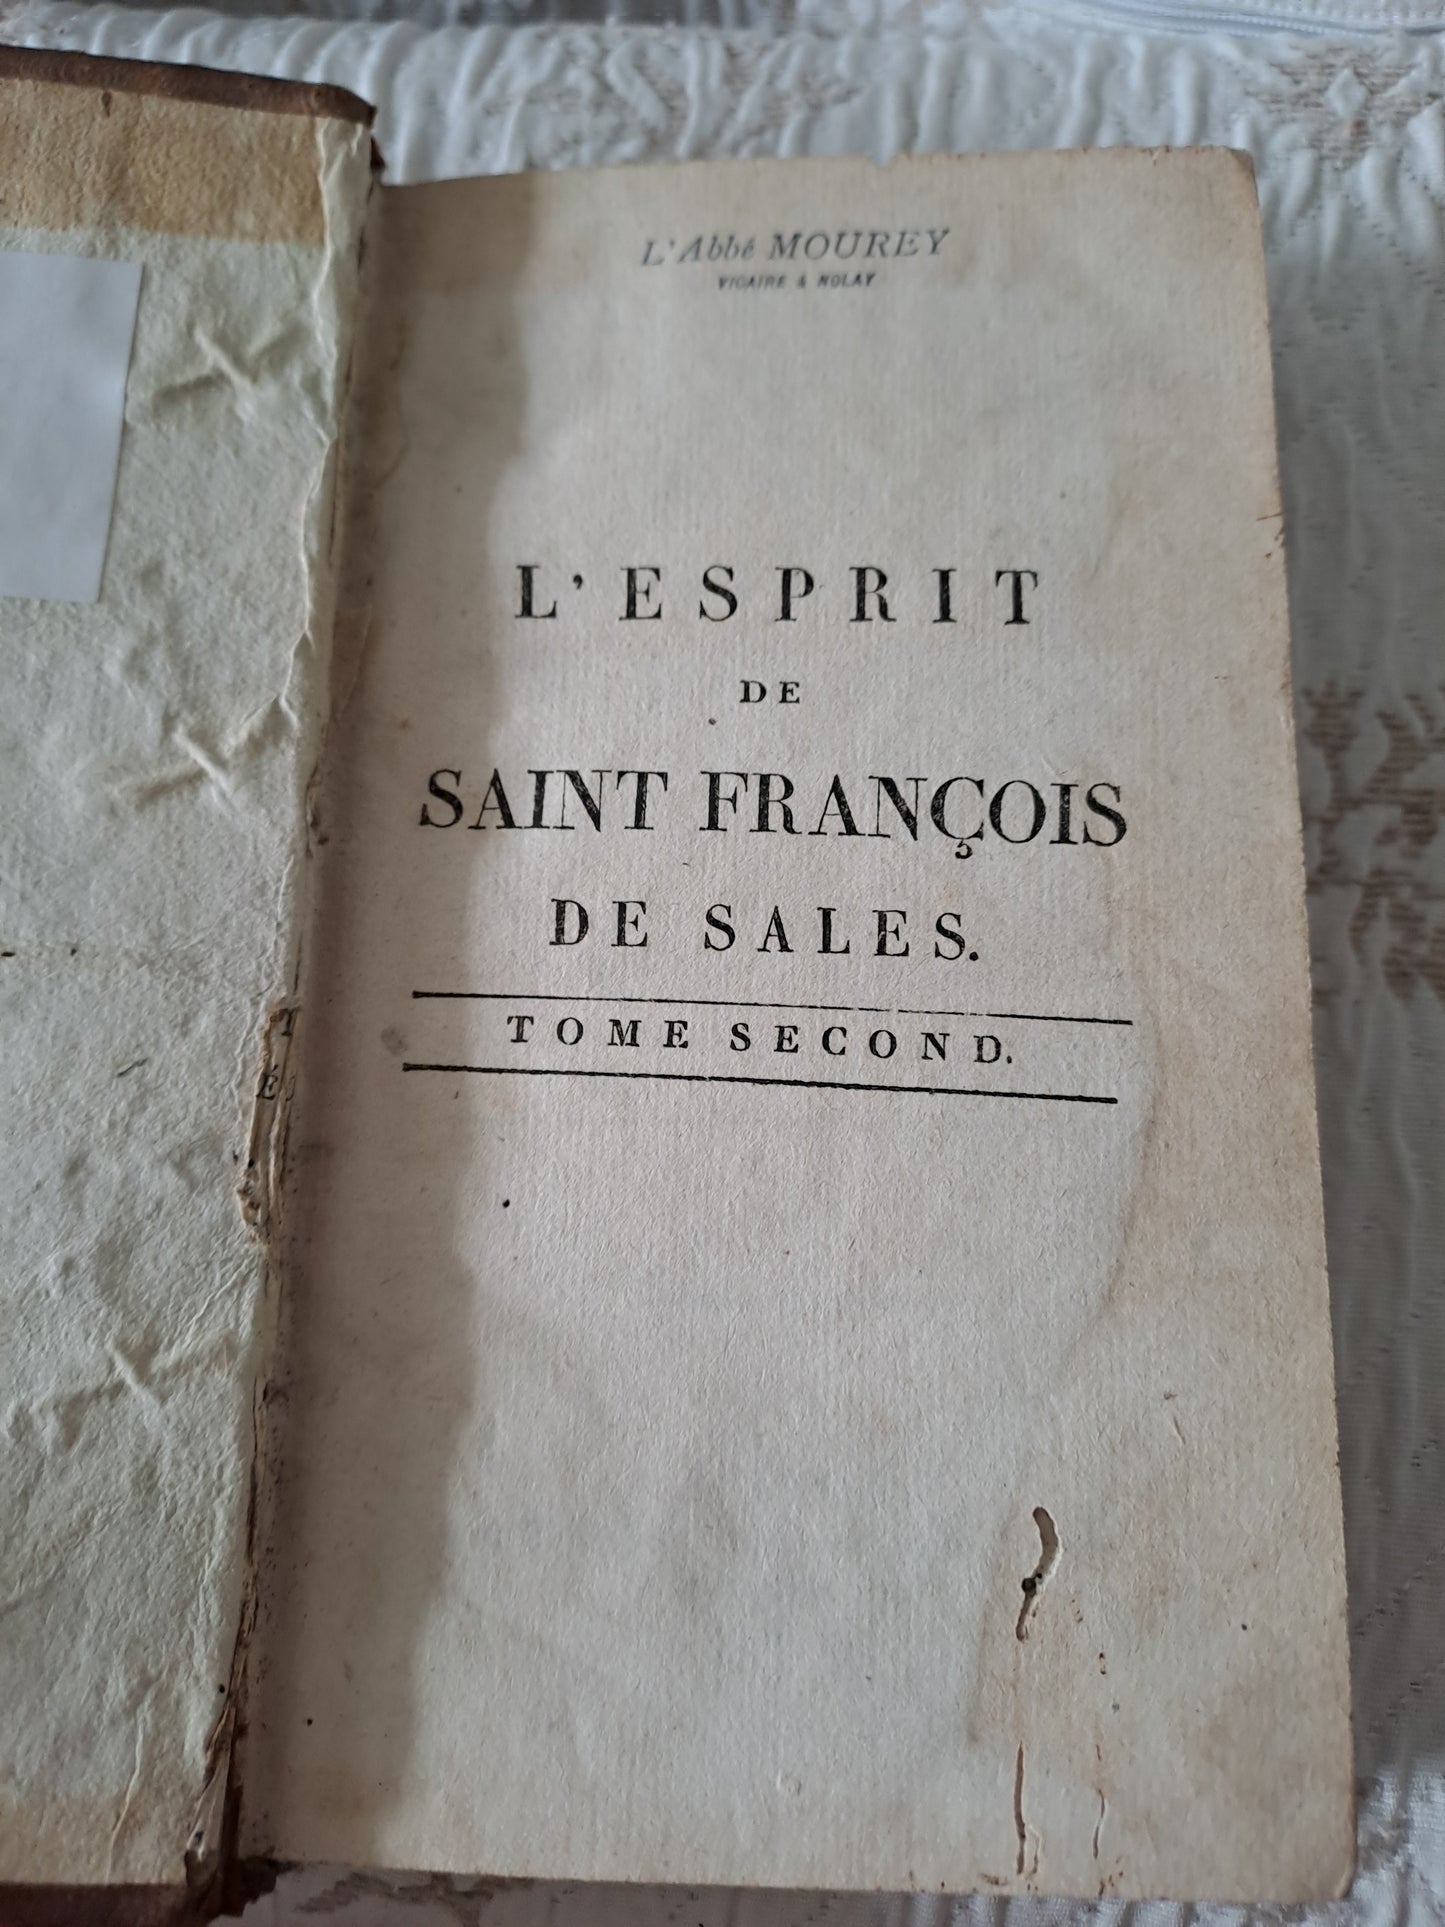 L'Abbé MOUREY
VICAIRE A NOLAY
L'ESPRIT
DE
SAINT FRANÇOIS
DE SALES.
TOME SECOND.